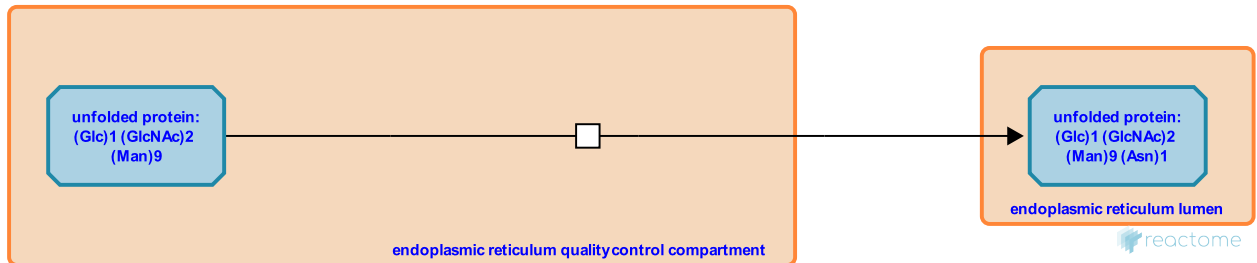 unfolded protein:
(Glc)1 (GlcNAc)2
(Man)9
unfolded protein:
(Glc)1 (GlcNAc)2
(Man)9 (Asn)1
endoplasmic reticulum lumen
endoplasmic reticulum quality control compartment
reactome